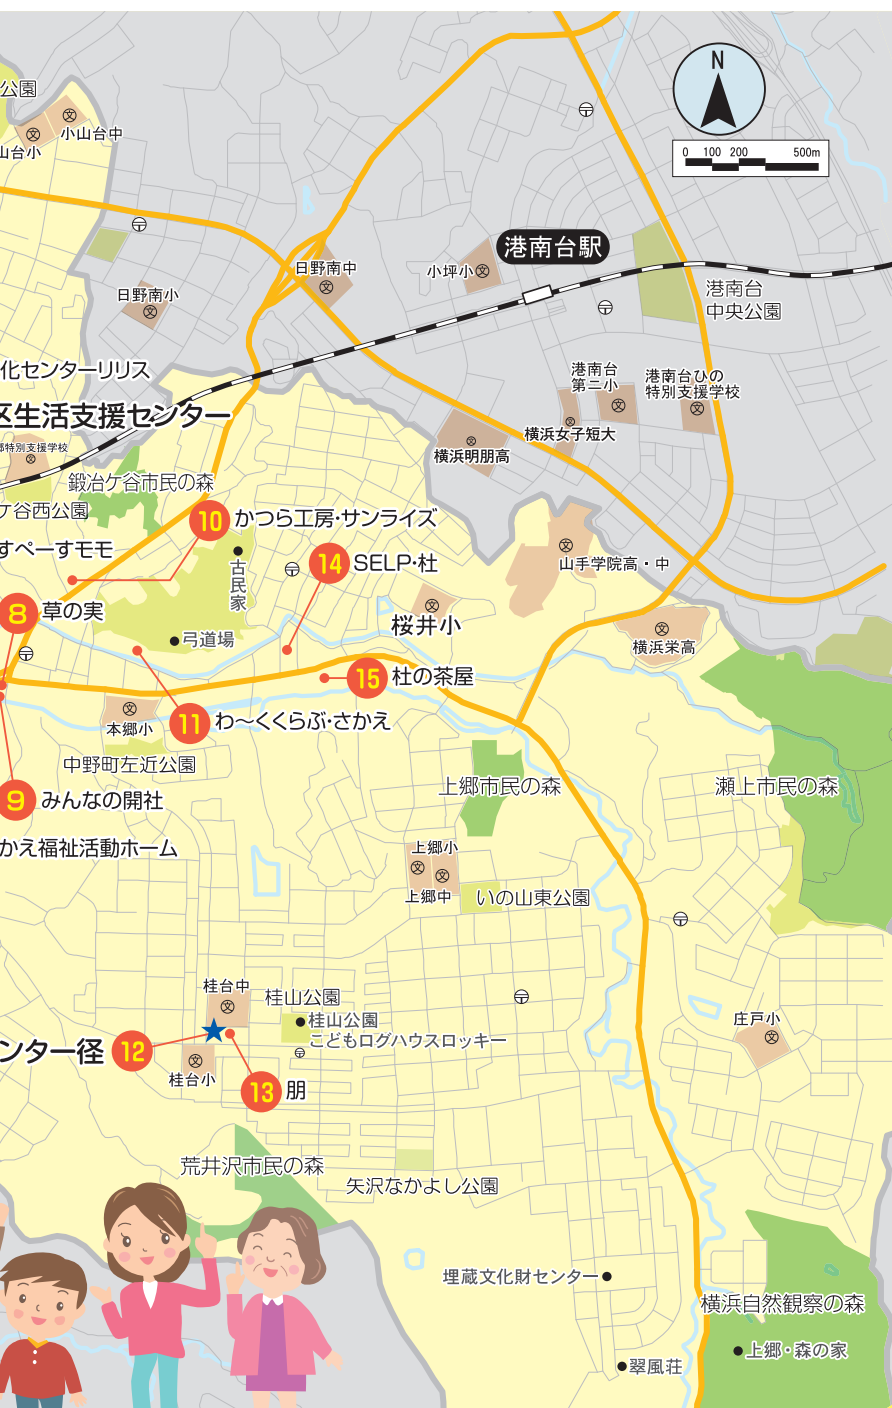 公園
小山台中
山台小
N
0 100 200 500m
港南台駅
日野南中
小坪小
日野南小
港南台
中央公園
化センターリリス
港南台
第二小
港南台ひの
特別支援学校
区生活支援センター
横浜女子短大
郷特別支援学校
横浜明朋高
鍛冶ケ谷市民の森
ケ谷西公園
10 かつら工房・サンライズ
すぺーすモモ
14 SELP・杜
古民家
山手学院高・中
8 草の実
桜井小
弓道場
横浜栄高
15 杜の茶屋
11 わ〜くくらぶ・さかえ
本郷小
中野町左近公園
上郷市民の森
瀬上市民の森
9 みんなの開社
かえ福祉活動ホーム
上郷小
上郷中
いの山東公園
桂台中
桂山公園
桂山公園
こどもログハウスロッキー
庄戸小
ンター径 12
桂台小
13 朋
荒井沢市民の森
矢沢なかよし公園
埋蔵文化財センター
横浜自然観察の森
上郷・森の家
翠風荘